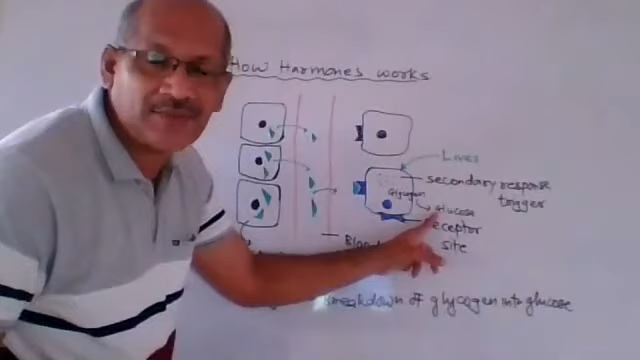 How Harmones works
Liver
secondary response
trigger
Glycogen
Glucose
receptor
site
Blood
breakdown of glycogen into glucose